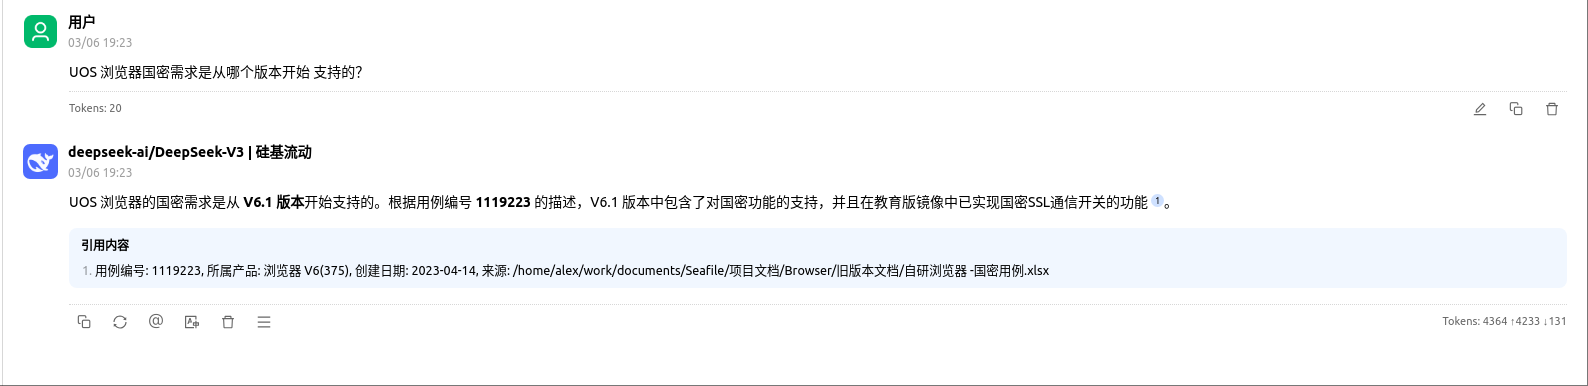 用户
03/06 19:23
UOS 浏览器国密需求是从哪个版本开始 支持的？
Tokens: 20
deepseek-ai/DeepSeek-V3 | 硅基流动
03/06 19:23
UOS 浏览器的国密需求是从 V6.1 版本开始支持的。根据用例编号 1119223 的描述，V6.1 版本中包含了对国密功能的支持，并且在教育版镜像中已实现国密SSL通信开关的功能 1。
引用内容
1. 用例编号: 1119223, 所属产品: 浏览器 V6(375), 创建日期: 2023-04-14, 来源: /home/alex/work/documents/Seafile/项目文档/Browser/旧版本文档/自研浏览器 -国密用例.xlsx
Tokens: 4364 ↑4233 ↓131